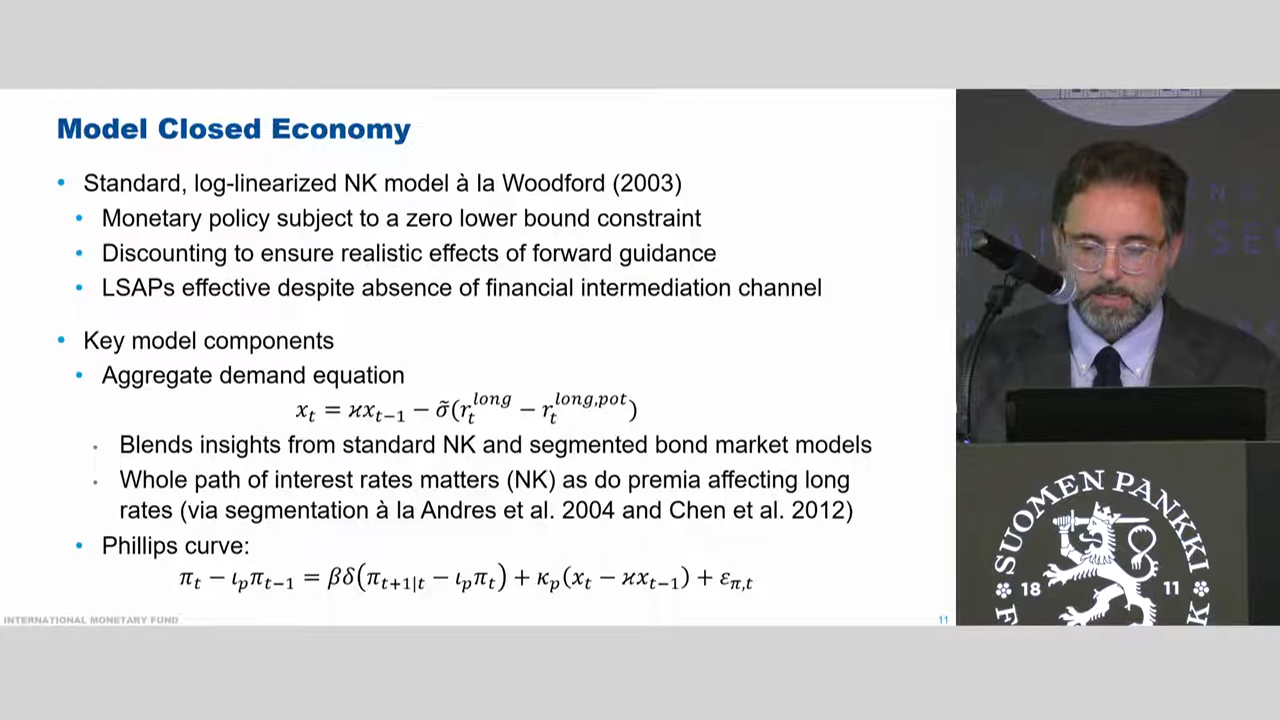 Model Closed Economy
• Standard, log-linearized NK model à la Woodford (2003)
• Monetary policy subject to a zero lower bound constraint
• Discounting to ensure realistic effects of forward guidance
• LSAPs effective despite absence of financial intermediation channel
• Key model components
• Aggregate demand equation
x_t = ϰx_{t−1} − σ̃(r_t^{long} − r_t^{long,pot})
• Blends insights from standard NK and segmented bond market models
• Whole path of interest rates matters (NK) as do premia affecting long
rates (via segmentation à la Andres et al. 2004 and Chen et al. 2012)
• Phillips curve:
π_t − ι_pπ_{t−1} = βδ(π_{t+1|t} − ι_pπ_t) + κ_p(x_t − ϰx_{t−1}) + ε_{π,t}
INTERNATIONAL MONETARY FUND
11
SUOMEN PANKKI
18 11